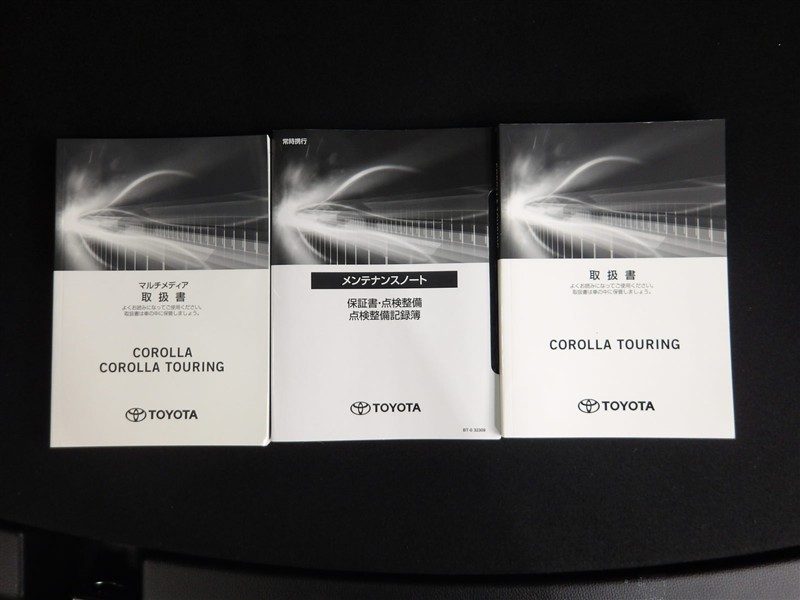 マルチメディア
取扱書
よくお読みになってご使用ください。
取扱書は車の中に保管しましょう。
COROLLA
COROLLA TOURING
TOYOTA
常時携行
メンテナンスノート
保証書・点検整備
点検整備記録簿
TOYOTA
取扱書
よくお読みになってご使用ください。
取扱書は車の中に保管しましょう。
COROLLA TOURING
TOYOTA